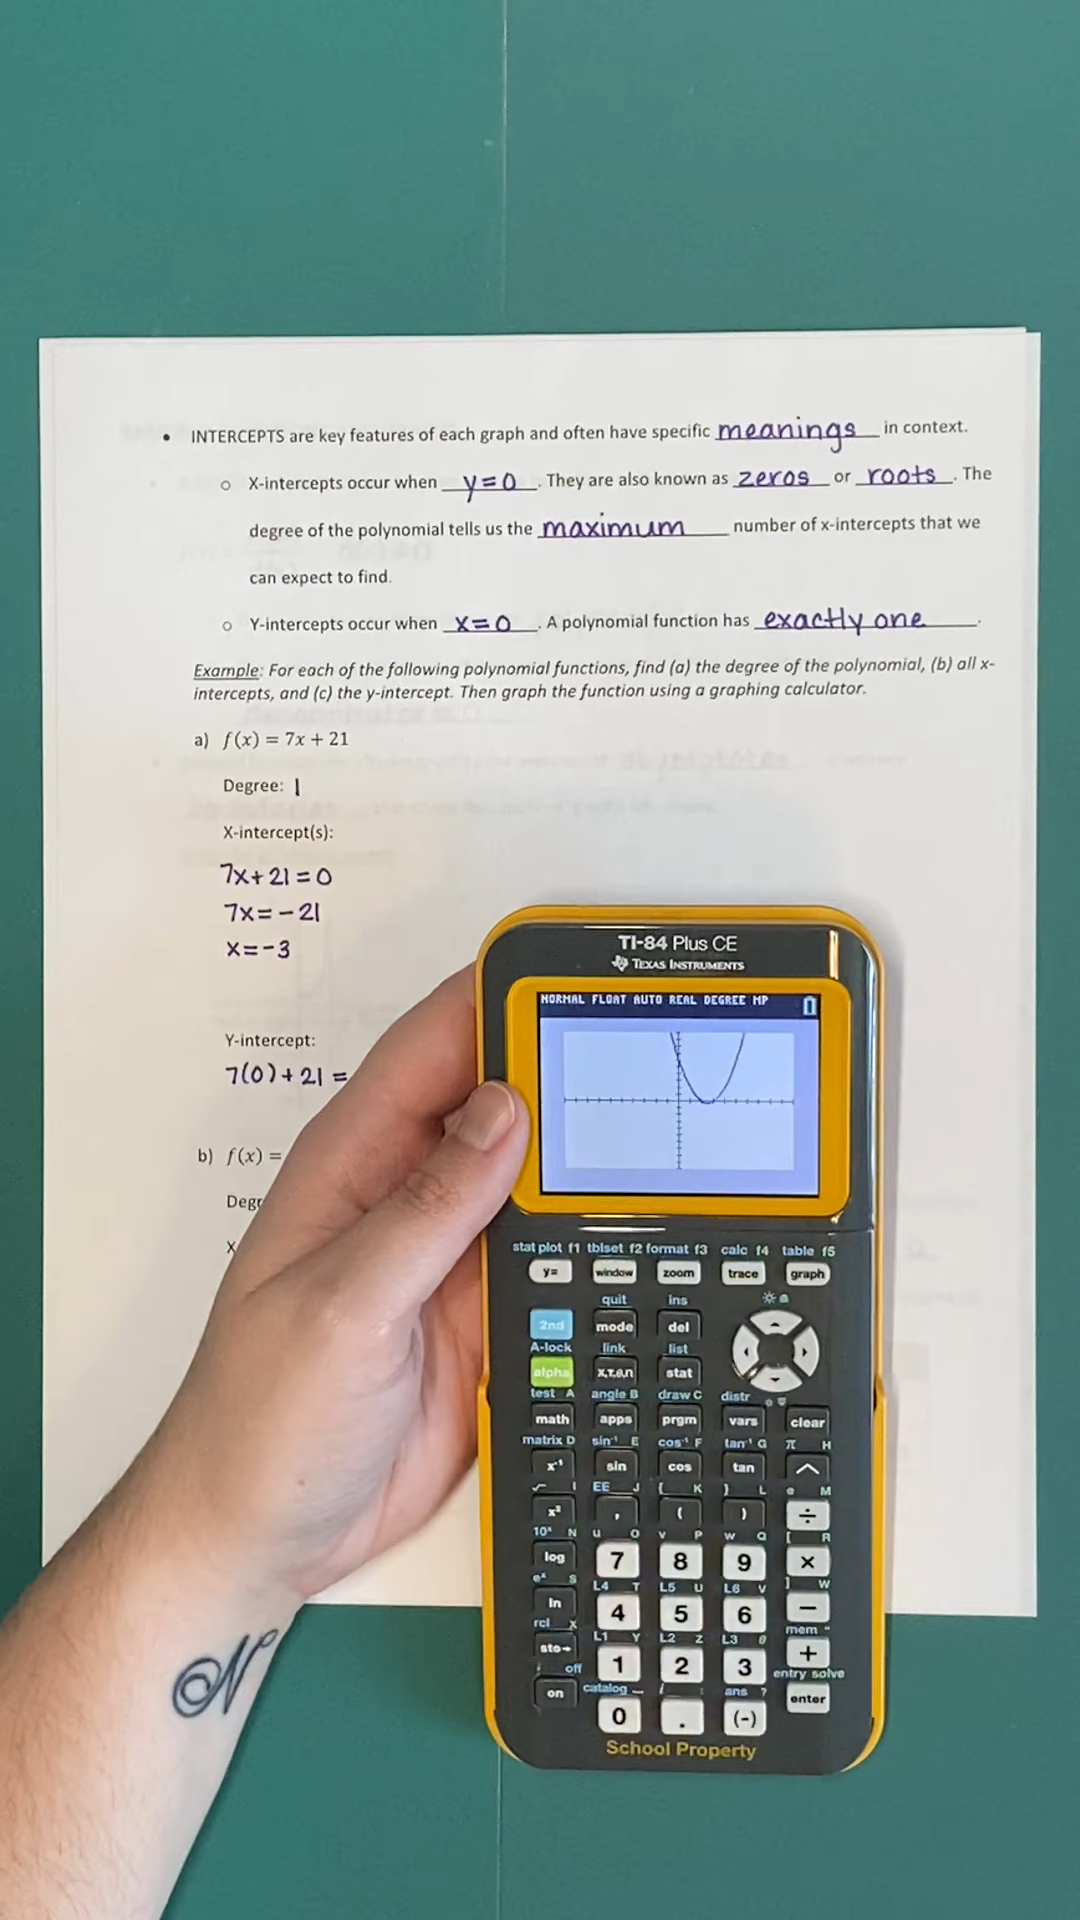 • INTERCEPTS are key features of each graph and often have specific meanings in context.
o X-intercepts occur when y=0. They are also known as zeros or roots. The
degree of the polynomial tells us the maximum number of x-intercepts that we
can expect to find.
o Y-intercepts occur when x=0. A polynomial function has exactly one.
Example: For each of the following polynomial functions, find (a) the degree of the polynomial, (b) all x-
intercepts, and (c) the y-intercept. Then graph the function using a graphing calculator.
a) f(x) = 7x + 21
Degree: 1
X-intercept(s):
7x+21=0
7x=-21
x=-3
Y-intercept:
7(0)+21=
b) f(x) =
Degr
X
TI-84 Plus CE
TEXAS INSTRUMENTS
NORMAL FLOAT AUTO REAL DEGREE MP
stat plot f1 tblset f2 format f3 calc f4 table f5
y= window zoom trace graph
quit ins
2nd mode del
A-lock link list
alpha X,T,θ,n stat
test A angle B draw C distr
math apps prgm vars clear
matrix D sin⁻¹ E cos⁻¹ F tan⁻¹ G π H
x⁻¹ sin cos tan ^
√ I EE J { K } L e M
x² , ( ) ÷
10ˣ N u O v P w Q [ R
log 7 8 9 ×
eˣ S L4 T L5 U L6 V ] W
ln 4 5 6 −
rcl X L1 Y L2 Z L3 θ mem "
sto→ 1 2 3 +
off catalog _ i : ans ? entry solve
on 0 . (-) enter
School Property
N